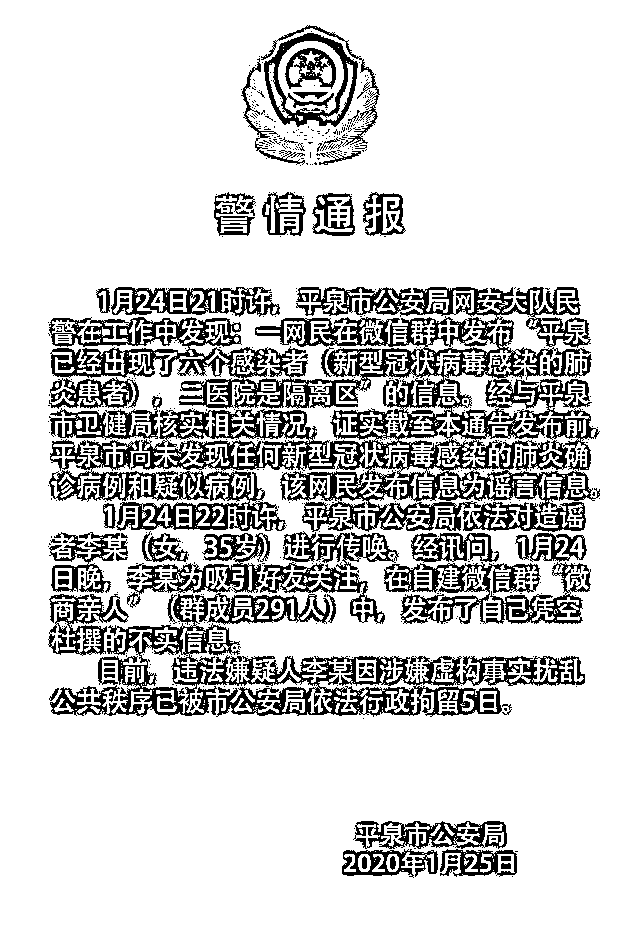 警情通报
1月24日21时许，平泉市公安局网安大队民
警在工作中发现：一网民在微信群中发布“平泉
已经出现了六个感染者（新型冠状病毒感染的肺
炎患者），二医院是隔离区”的信息。经与平泉
市卫健局核实相关情况，证实截至本通告发布前，
平泉市尚未发现任何新型冠状病毒感染的肺炎确
诊病例和疑似病例，该网民发布信息为谣言信息。
1月24日22时许，平泉市公安局依法对造谣
者李某（女，35岁）进行传唤。经讯问，1月24
日晚，李某为吸引好友关注，在自建微信群“微
商亲人”（群成员291人）中，发布了自己凭空
杜撰的不实信息。
目前，违法嫌疑人李某因涉嫌虚构事实扰乱
公共秩序已被市公安局依法行政拘留5日。
平泉市公安局
2020年1月25日